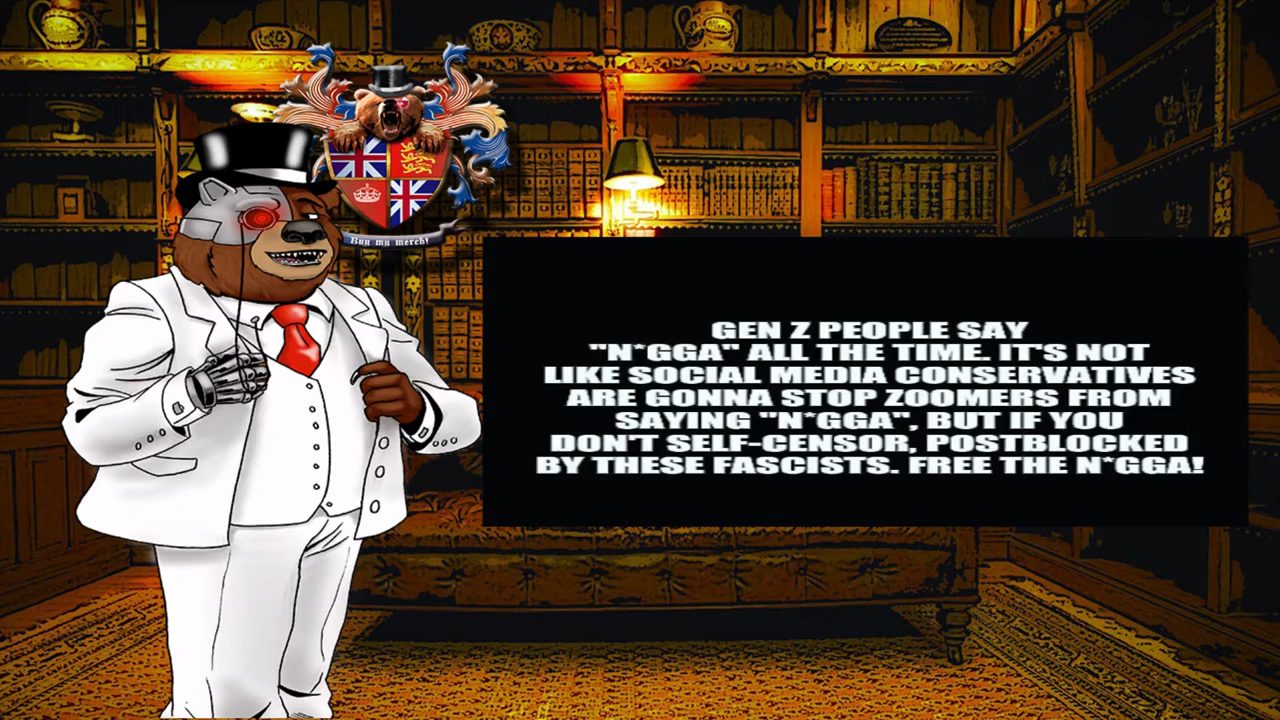 Buy my merch!
GEN Z PEOPLE SAY
"N*GGA" ALL THE TIME. IT'S NOT
LIKE SOCIAL MEDIA CONSERVATIVES
ARE GONNA STOP ZOOMERS FROM
SAYING "N*GGA", BUT IF YOU
DON'T SELF-CENSOR, POSTBLOCKED
BY THESE FASCISTS. FREE THE N*GGA!